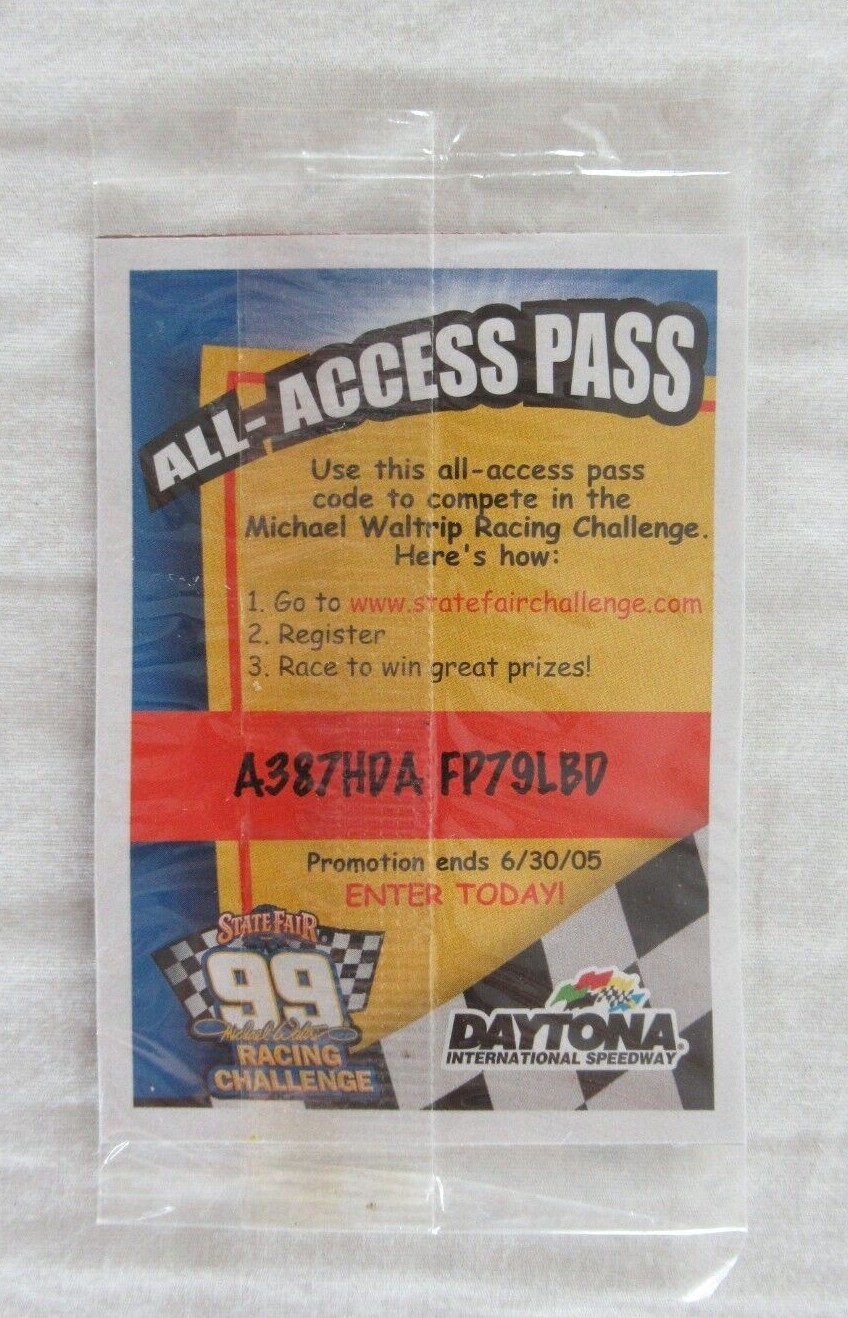 ALL-ACCESS PASS
Use this all-access pass
code to compete in the
Michael Waltrip Racing Challenge.
Here's how:
1. Go to www.statefairchallenge.com
2. Register
3. Race to win great prizes!
A387HDA FP79LBD
Promotion ends 6/30/05
ENTER TODAY!
STATE FAIR
99
Michael Waltrip
RACING
CHALLENGE
DAYTONA
INTERNATIONAL SPEEDWAY